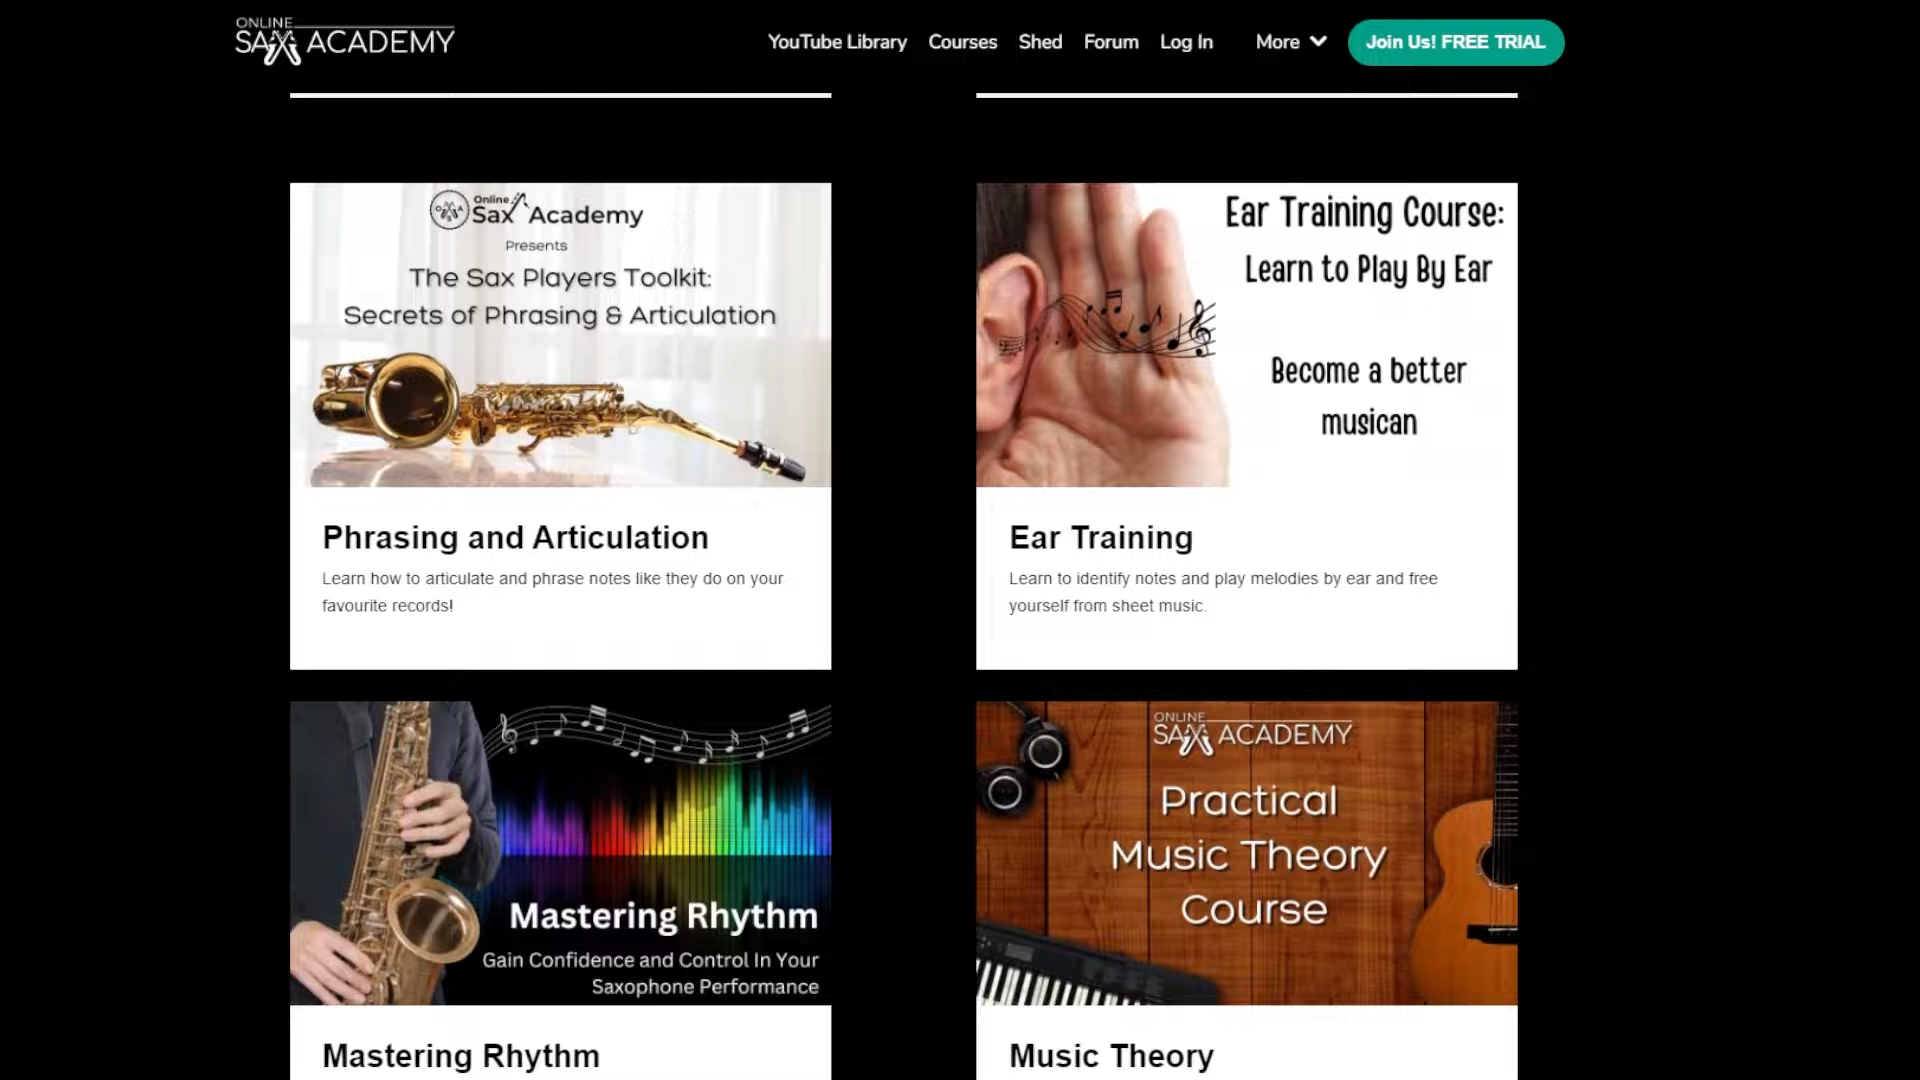 ONLINE
SAX ACADEMY
YouTube Library
Courses
Shed
Forum
Log In
More
Join Us! FREE TRIAL
Online
Sax Academy
Presents
The Sax Players Toolkit:
Secrets of Phrasing & Articulation
Phrasing and Articulation
Learn how to articulate and phrase notes like they do on your
favourite records!
Ear Training Course:
Learn to Play By Ear
Become a better
musican
Ear Training
Learn to identify notes and play melodies by ear and free
yourself from sheet music.
Mastering Rhythm
Gain Confidence and Control In Your
Saxophone Performance
Mastering Rhythm
ONLINE
SAX ACADEMY
Practical
Music Theory
Course
Music Theory